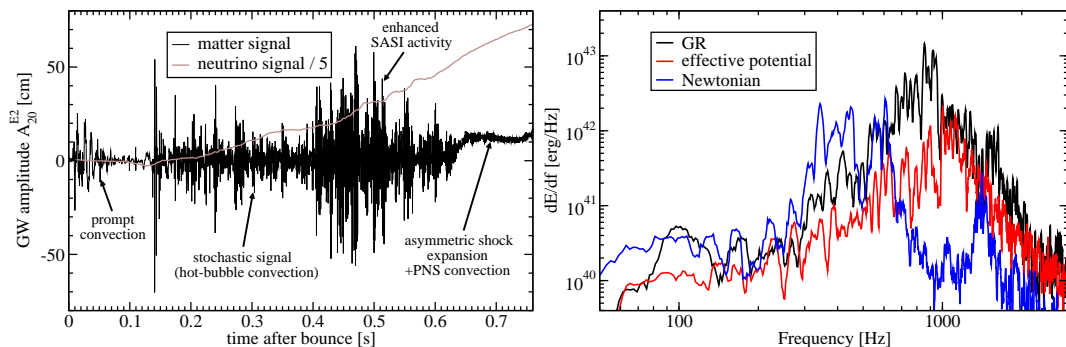 enhanced
SASI activity
matter signal
neutrino signal / 5
prompt
convection
stochastic signal
(hot-bubble convection)
asymmetric shock
expansion
+PNS convection
GW amplitude A_{20}^{E2} [cm]
50
0
-50
0 0.1 0.2 0.3 0.4 0.5 0.6 0.7
time after bounce [s]
GR
effective potential
Newtonian
dE/df [erg/Hz]
10^{43}
10^{42}
10^{41}
10^{40}
100 1000
Frequency [Hz]